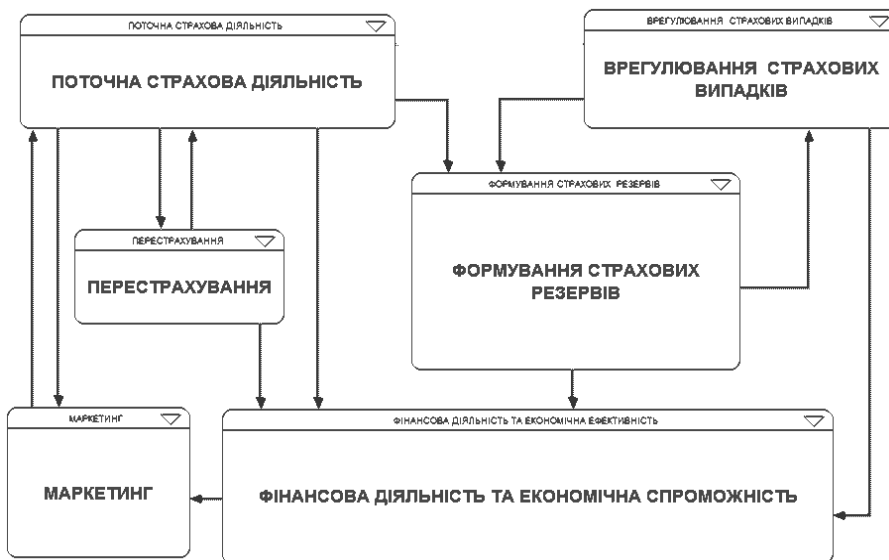 ПОТОЧНА СТРАХОВА ДІЯЛЬНІСТЬ
ПОТОЧНА СТРАХОВА ДІЯЛЬНІСТЬ
ВРЕГУЛЮВАННЯ СТРАХОВИХ ВИПАДКІВ
ВРЕГУЛЮВАННЯ СТРАХОВИХ
ВИПАДКІВ
ФОРМУВАННЯ СТРАХОВИХ РЕЗЕРВІВ
ФОРМУВАННЯ СТРАХОВИХ
РЕЗЕРВІВ
ПЕРЕСТРАХУВАННЯ
ПЕРЕСТРАХУВАННЯ
МАРКЕТИНГ
МАРКЕТИНГ
ФІНАНСОВА ДІЯЛЬНІСТЬ ТА ЕКОНОМІЧНА ЕФЕКТИВНІСТЬ
ФІНАНСОВА ДІЯЛЬНІСТЬ ТА ЕКОНОМІЧНА СПРОМОЖНІСТЬ